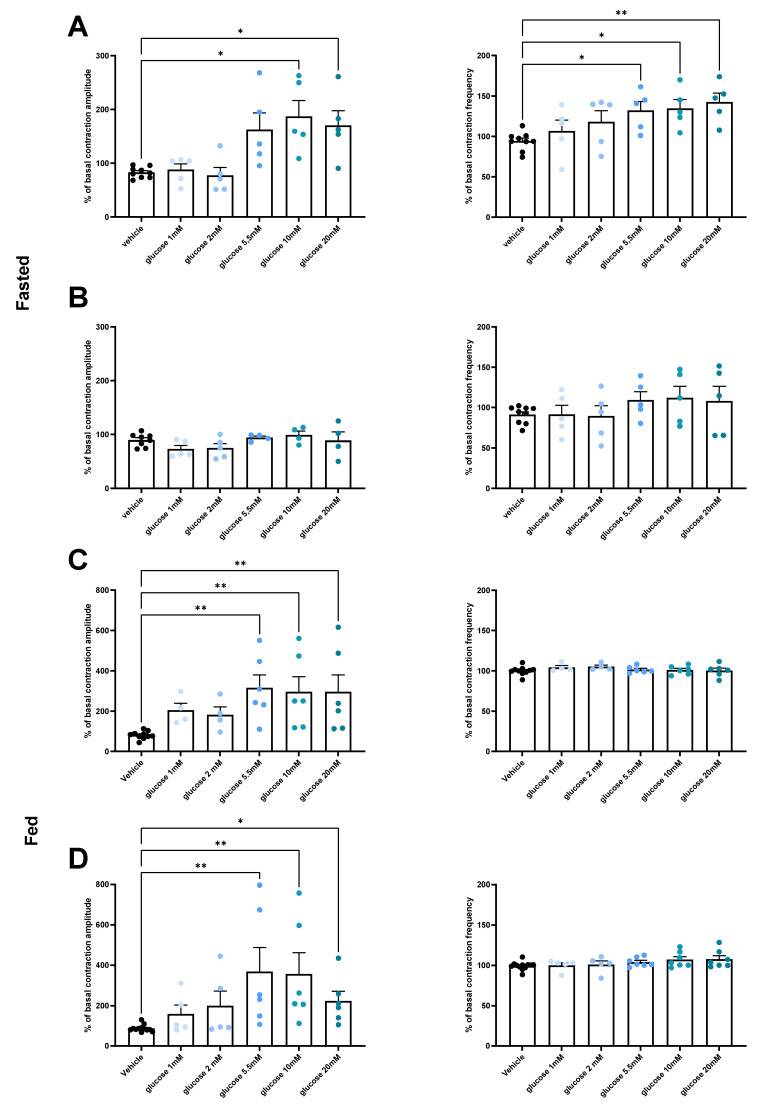 A
% of basal contraction amplitude
300
200
100
0
*
*
vehicle
glucose 1mM
glucose 2mM
glucose 5.5mM
glucose 10mM
glucose 20mM
% of basal contraction frequency
200
150
100
50
0
**
*
*
vehicle
glucose 1mM
glucose 2mM
glucose 5.5mM
glucose 10mM
glucose 20mM
Fasted
B
% of basal contraction amplitude
300
200
100
0
vehicle
glucose 1mM
glucose 2mM
glucose 5.5mM
glucose 10mM
glucose 20mM
% of basal contraction frequency
200
150
100
50
0
vehicle
glucose 1mM
glucose 2mM
glucose 5.5mM
glucose 10mM
glucose 20mM
C
% of basal contraction amplitude
800
600
400
200
0
**
**
**
Vehicle
glucose 1mM
glucose 2 mM
glucose 5.5mM
glucose 10mM
glucose 20mM
% of basal contraction frequency
200
150
100
50
0
Vehicle
glucose 1mM
glucose 2 mM
glucose 5.5mM
glucose 10mM
glucose 20mM
Fed
D
% of basal contraction amplitude
800
600
400
200
0
*
**
**
Vehicle
glucose 1mM
glucose 2 mM
glucose 5.5mM
glucose 10mM
glucose 20mM
% of basal contraction frequency
200
150
100
50
0
Vehicle
glucose 1mM
glucose 2 mM
glucose 5.5mM
glucose 10mM
glucose 20mM